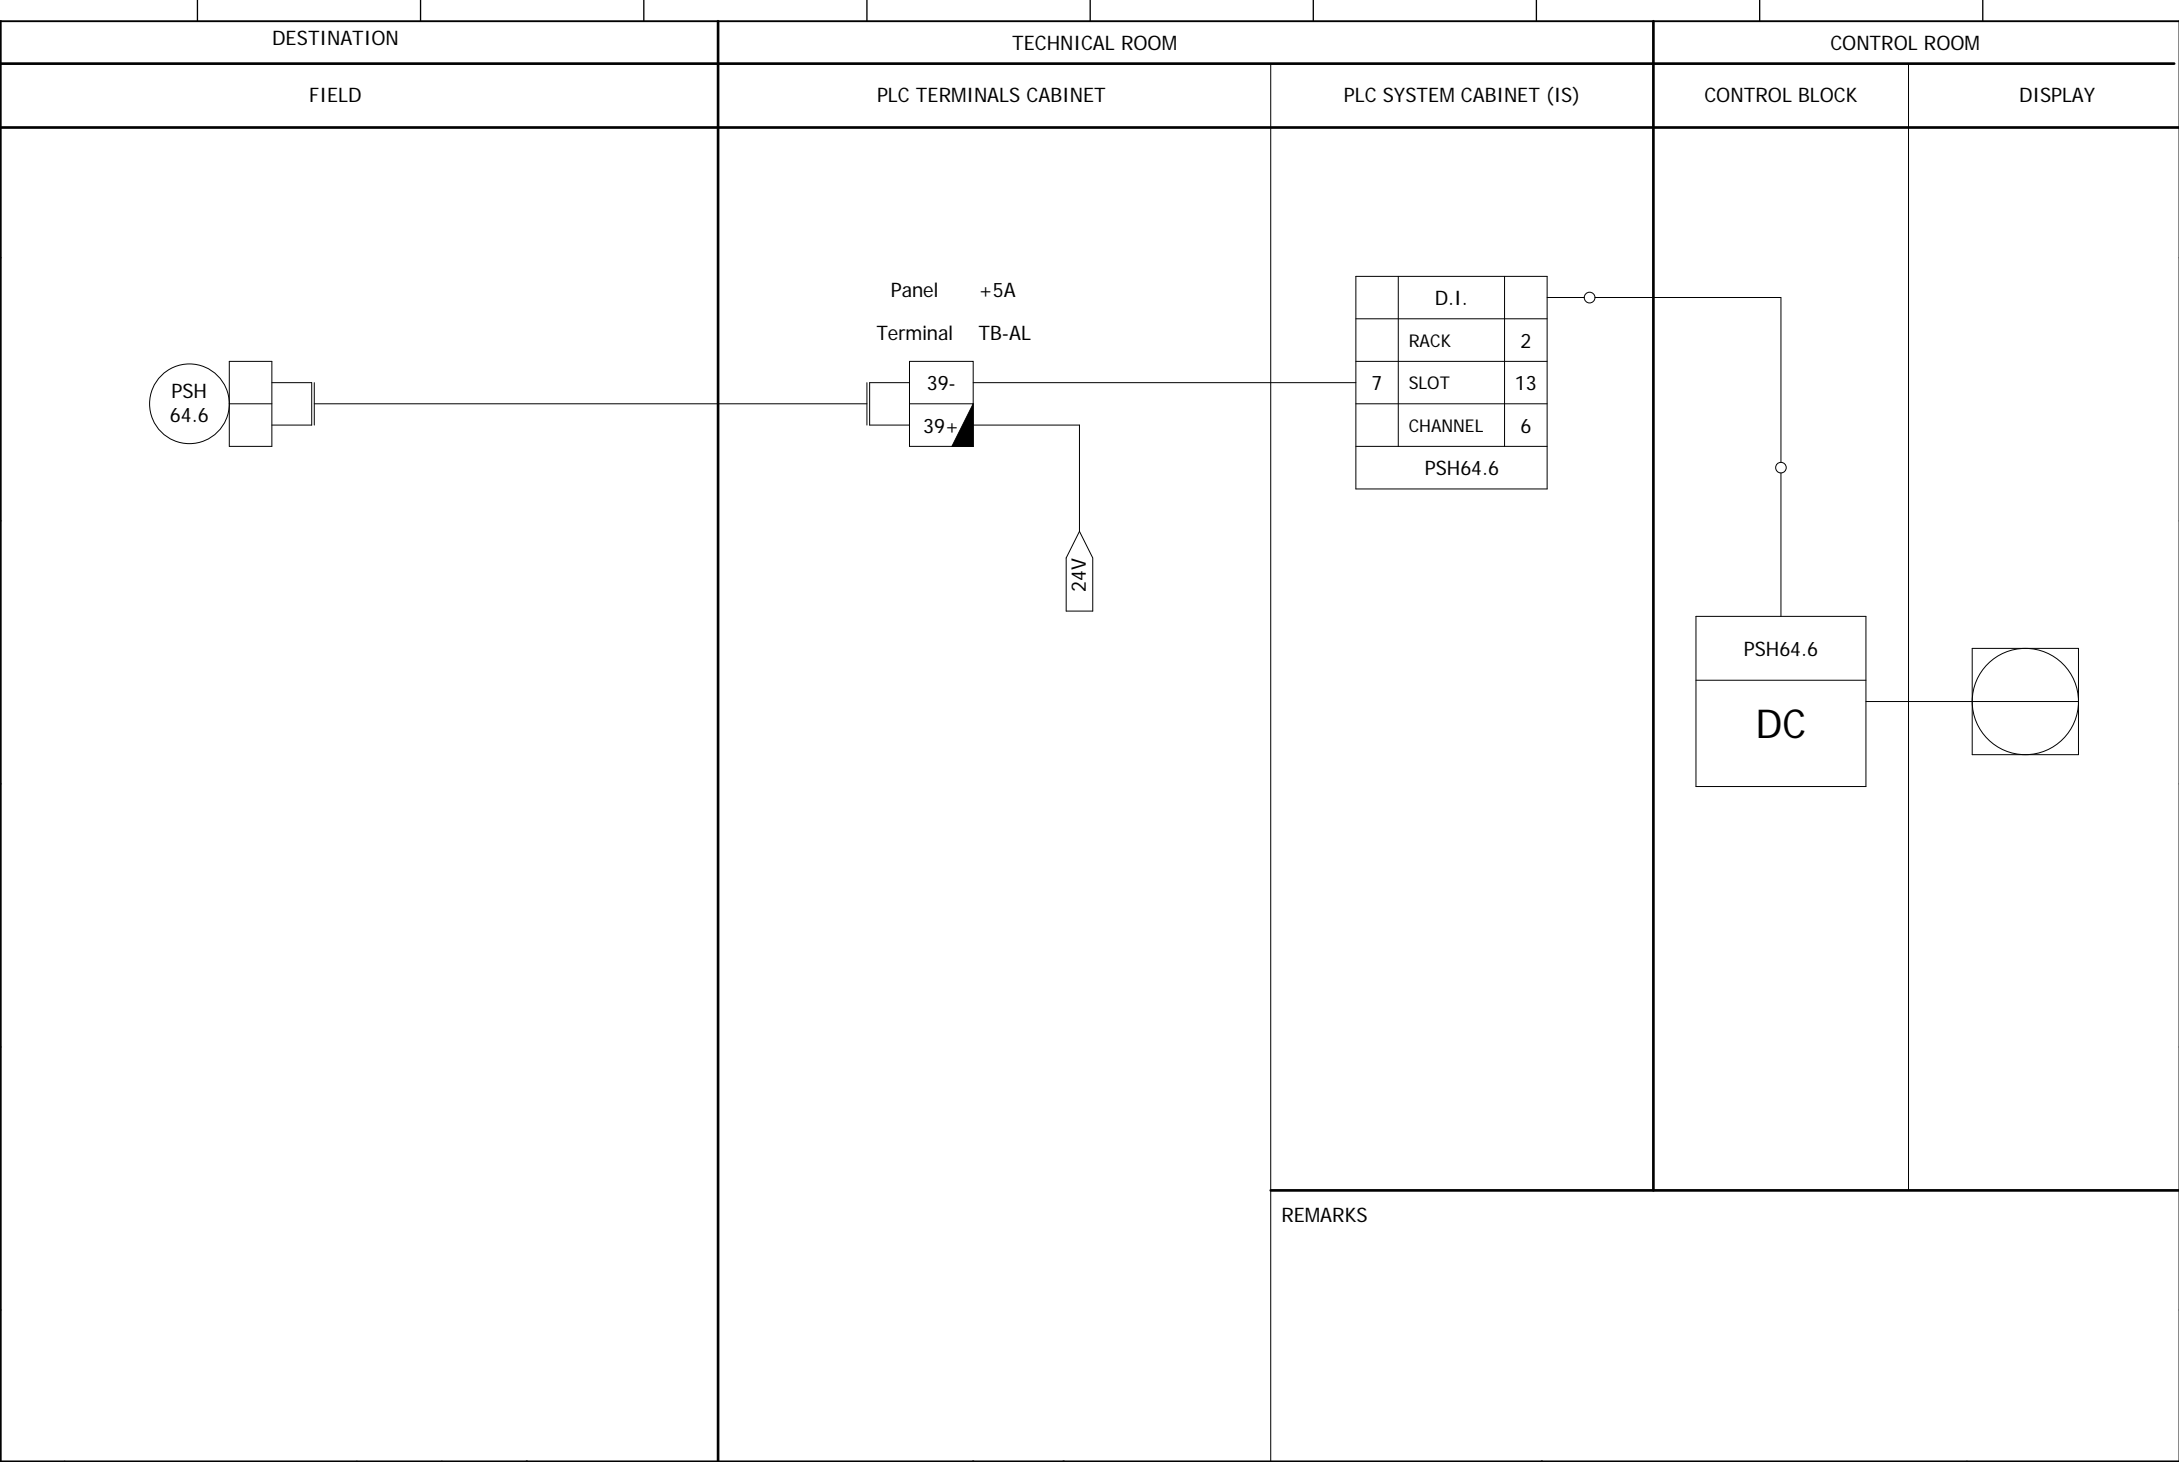 DESTINATION
TECHNICAL ROOM
CONTROL ROOM
FIELD
PLC TERMINALS CABINET
PLC SYSTEM CABINET (IS)
CONTROL BLOCK
DISPLAY
Panel +5A
Terminal TB-AL
PSH
64.6
39-
39+
24V
D.I.
RACK 2
7 SLOT 13
CHANNEL 6
PSH64.6
PSH64.6
DC
REMARKS